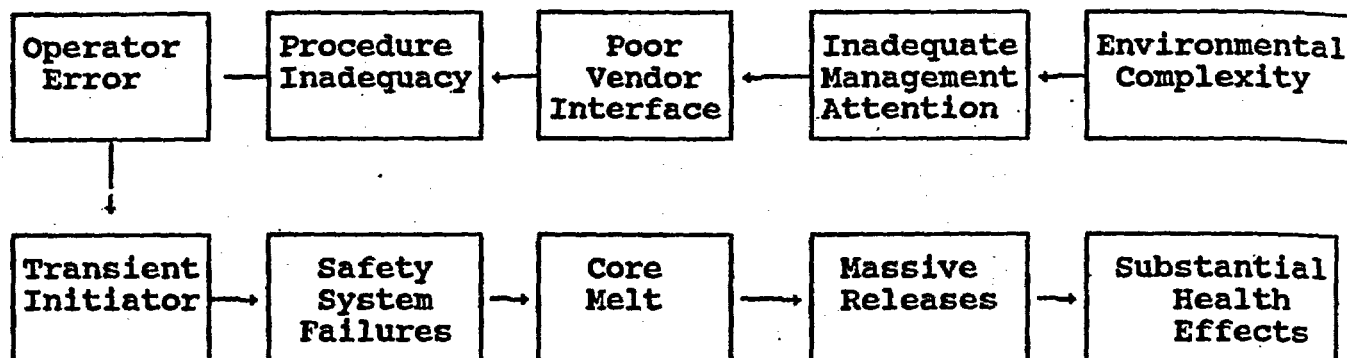 Operator
Error
Procedure
Inadequacy
Poor
Vendor
Interface
Inadequate
Management
Attention
Environmental
Complexity
Transient
Initiator
Safety
System
Failures
Core
Melt
Massive
Releases
Substantial
Health
Effects